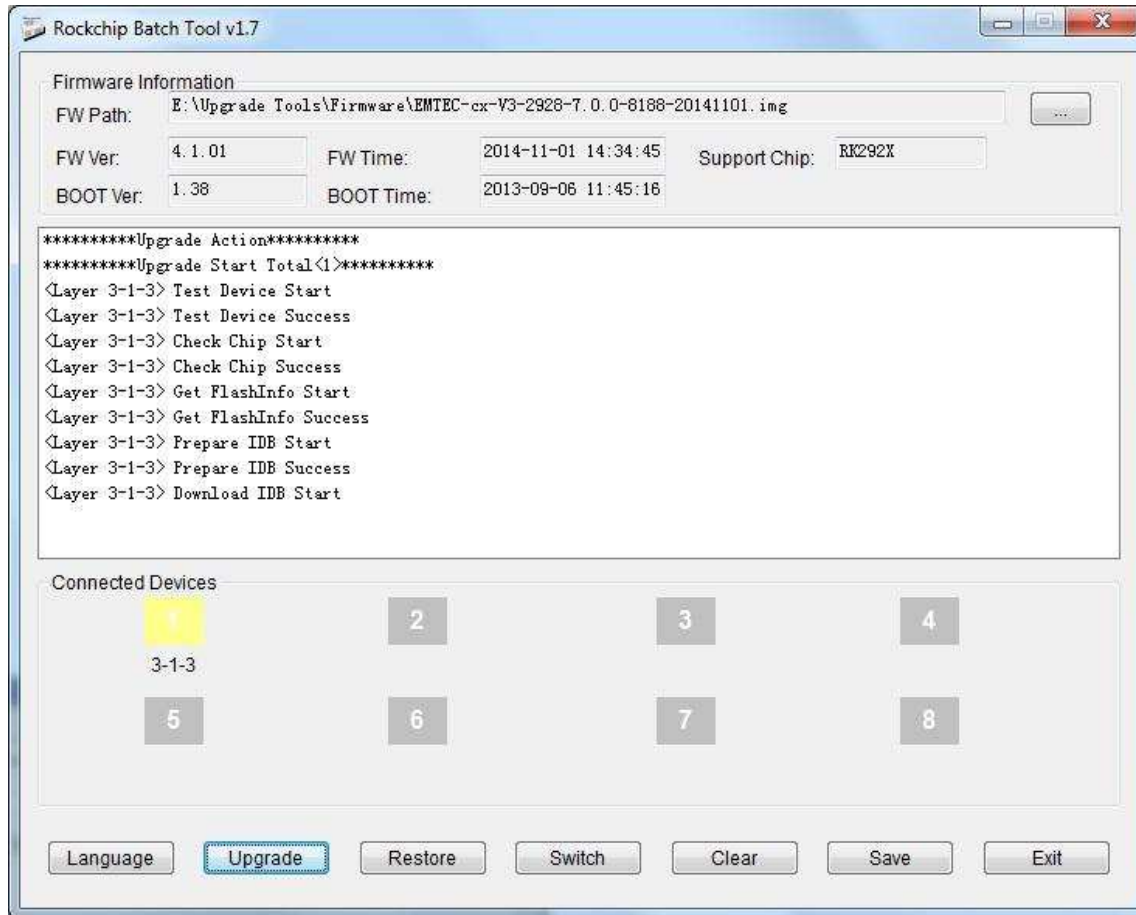 Rockchip Batch Tool v1.7
Firmware Information
FW Path: E:\Upgrade Tools\Firmware\EMTEC-cx-V3-2928-7.0.0-8188-20141101.img ...
FW Ver: 4.1.01 FW Time: 2014-11-01 14:34:45 Support Chip: RK292X
BOOT Ver: 1.38 BOOT Time: 2013-09-06 11:45:16
**********Upgrade Action**********
**********Upgrade Start Total<1>**********
<Layer 3-1-3> Test Device Start
<Layer 3-1-3> Test Device Success
<Layer 3-1-3> Check Chip Start
<Layer 3-1-3> Check Chip Success
<Layer 3-1-3> Get FlashInfo Start
<Layer 3-1-3> Get FlashInfo Success
<Layer 3-1-3> Prepare IDB Start
<Layer 3-1-3> Prepare IDB Success
<Layer 3-1-3> Download IDB Start
Connected Devices
1 2 3 4
3-1-3
5 6 7 8
Language Upgrade Restore Switch Clear Save Exit